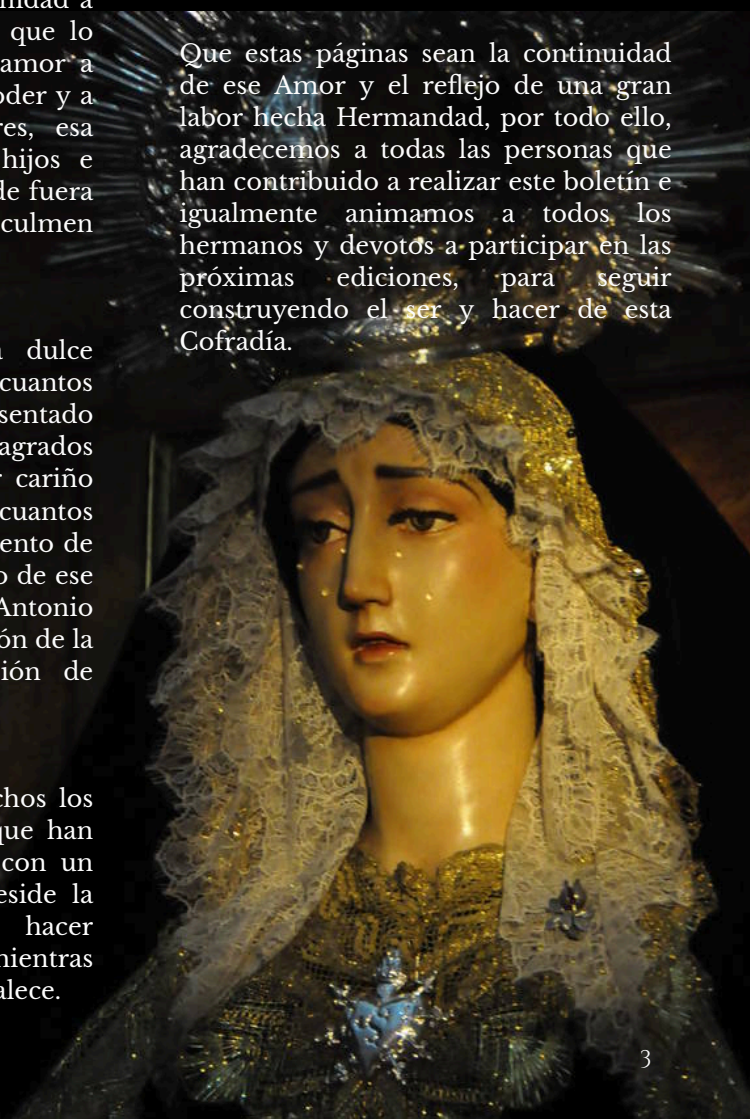 nidad a
que lo
amor a
oder y a
res, esa
hijos e
de fuera
culmen
dulce
cuantos
sentado
agrados
r cariño
cuantos
ento de
o de ese
Antonio
ón de la
ión de
chos los
que han
con un
eside la
hacer
mientras
alece.
Que estas páginas sean la continuidad
de ese Amor y el reflejo de una gran
labor hecha Hermandad, por todo ello,
agradecemos a todas las personas que
han contribuido a realizar este boletín e
igualmente animamos a todos los
hermanos y devotos a participar en las
próximas ediciones, para seguir
construyendo el ser y hacer de esta
Cofradía.
3